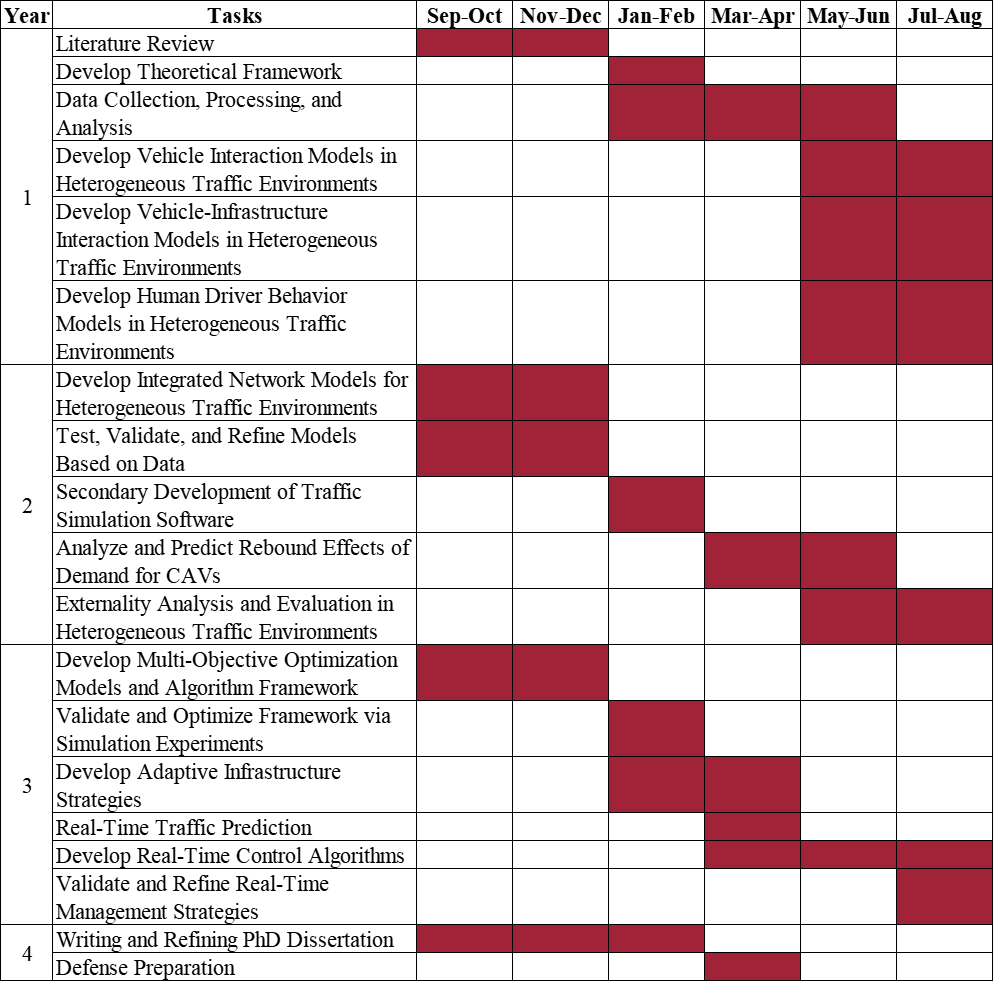 Year Tasks Sep-Oct Nov-Dec Jan-Feb Mar-Apr May-Jun Jul-Aug
1
Literature Review
Develop Theoretical Framework
Data Collection, Processing, and
Analysis
Develop Vehicle Interaction Models in
Heterogeneous Traffic Environments
Develop Vehicle-Infrastructure
Interaction Models in Heterogeneous
Traffic Environments
Develop Human Driver Behavior
Models in Heterogeneous Traffic
Environments
2
Develop Integrated Network Models for
Heterogeneous Traffic Environments
Test, Validate, and Refine Models
Based on Data
Secondary Development of Traffic
Simulation Software
Analyze and Predict Rebound Effects of
Demand for CAVs
Externality Analysis and Evaluation in
Heterogeneous Traffic Environments
3
Develop Multi-Objective Optimization
Models and Algorithm Framework
Validate and Optimize Framework via
Simulation Experiments
Develop Adaptive Infrastructure
Strategies
Real-Time Traffic Prediction
Develop Real-Time Control Algorithms
Validate and Refine Real-Time
Management Strategies
4
Writing and Refining PhD Dissertation
Defense Preparation